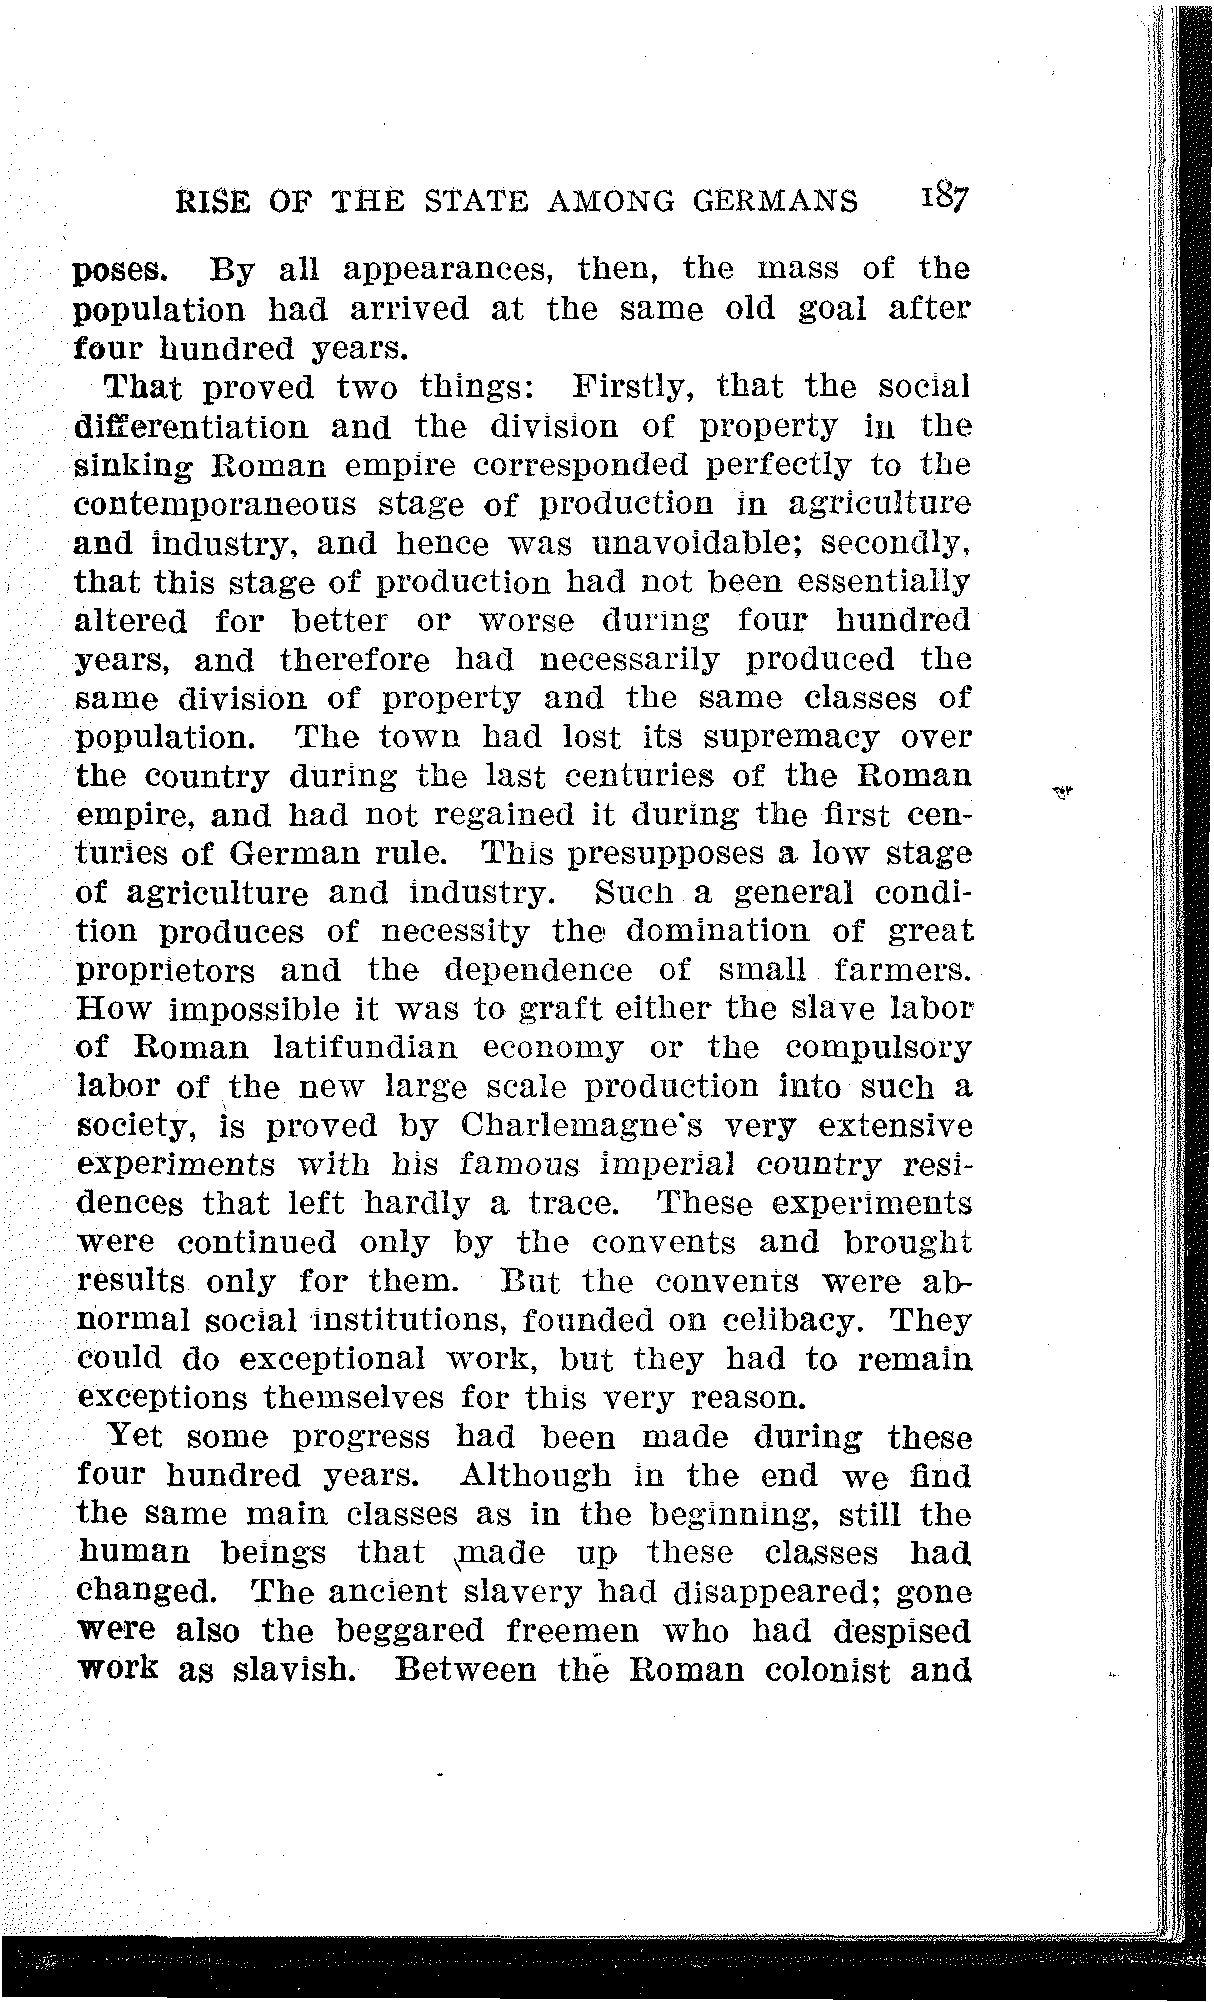 RISE OF THE STATE AMONG GERMANS 187
poses. By all appearances, then, the mass of the
population had arrived at the same old goal after
four hundred years.
That proved two things: Firstly, that the social
differentiation and the division of property in the
sinking Roman empire corresponded perfectly to the
contemporaneous stage of production in agriculture
and industry, and hence was unavoidable; secondly,
that this stage of production had not been essentially
altered for better or worse during four hundred
years, and therefore had necessarily produced the
same division of property and the same classes of
population. The town had lost its supremacy over
the country during the last centuries of the Roman
empire, and had not regained it during the first cen-
turies of German rule. This presupposes a low stage
of agriculture and industry. Such a general condi-
tion produces of necessity the domination of great
proprietors and the dependence of small farmers.
How impossible it was to graft either the slave labor
of Roman latifundian economy or the compulsory
labor of the new large scale production into such a
society, is proved by Charlemagne's very extensive
experiments with his famous imperial country resi-
dences that left hardly a trace. These experiments
were continued only by the convents and brought
results only for them. But the convents were ab-
normal social institutions, founded on celibacy. They
could do exceptional work, but they had to remain
exceptions themselves for this very reason.
Yet some progress had been made during these
four hundred years. Although in the end we find
the same main classes as in the beginning, still the
human beings that made up these classes had
changed. The ancient slavery had disappeared; gone
were also the beggared freemen who had despised
work as slavish. Between the Roman colonist and